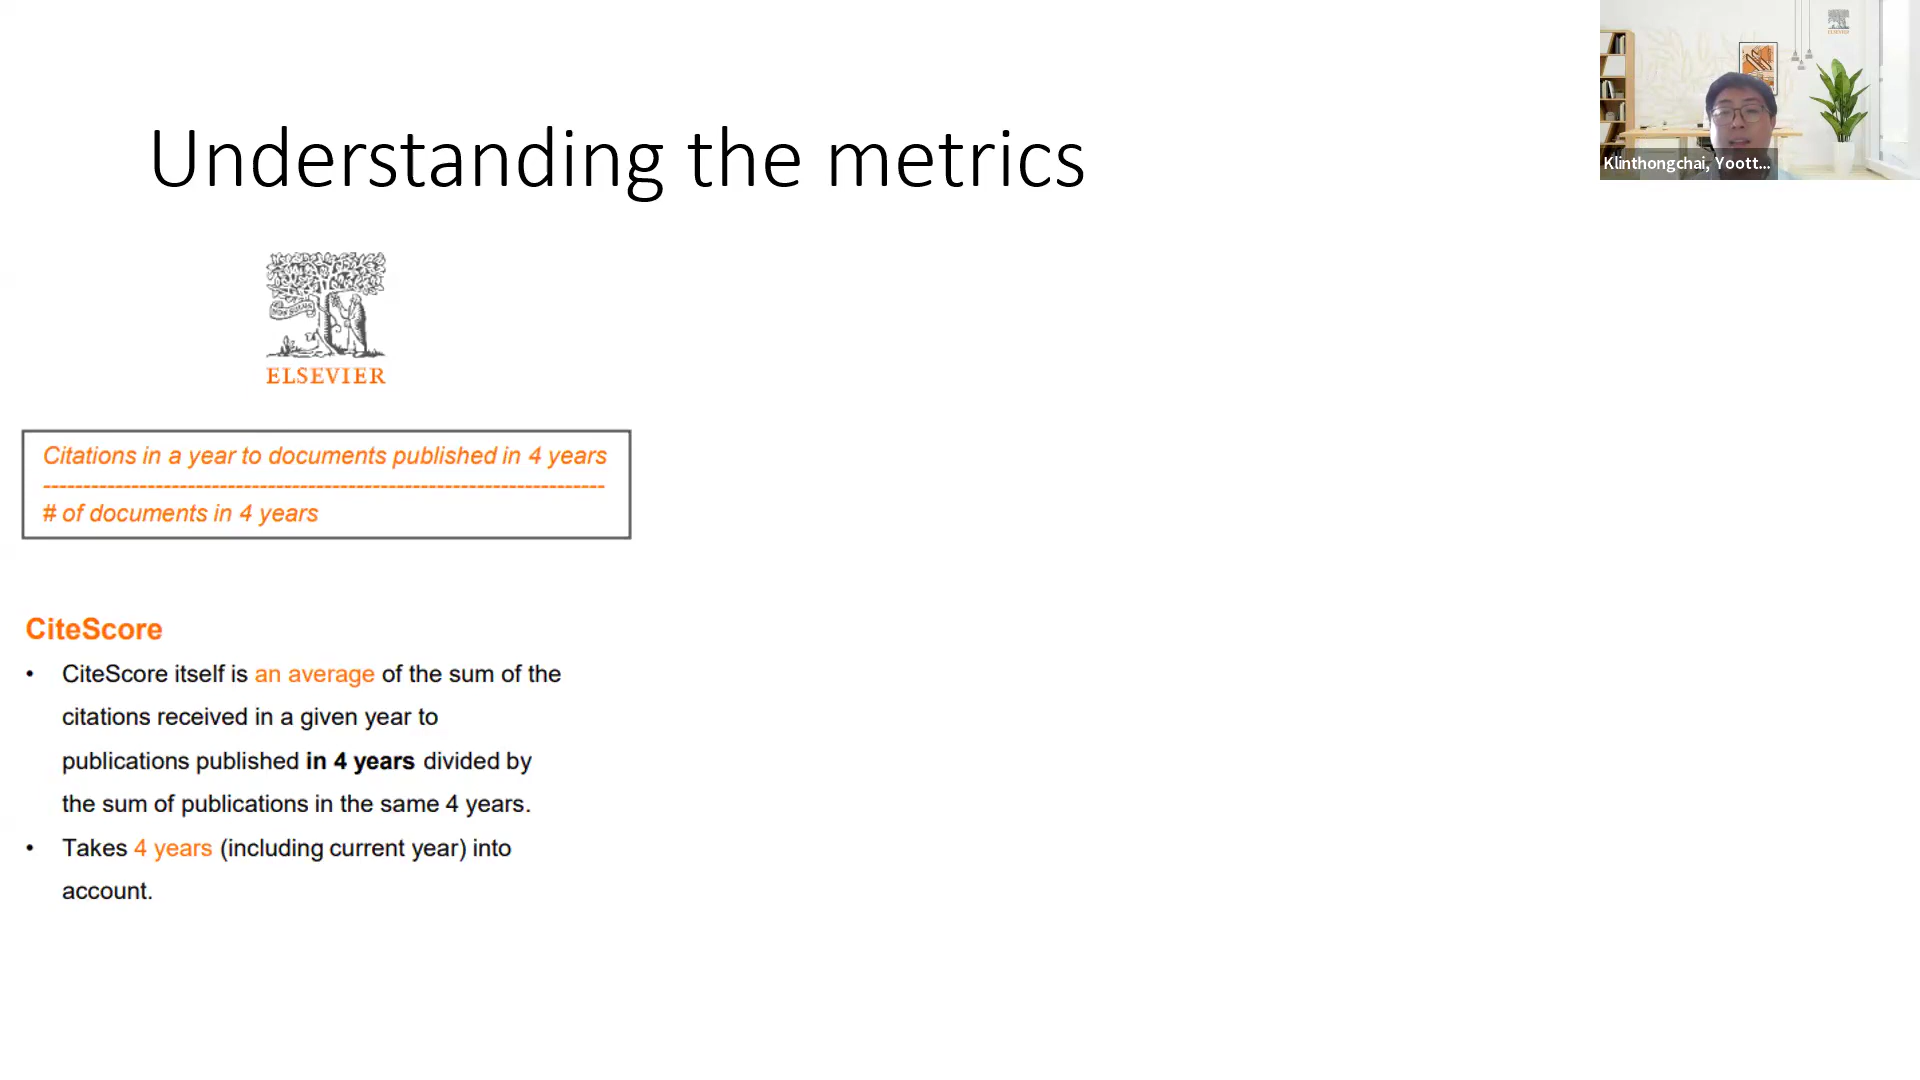 Understanding the metrics
ELSEVIER
Klinthongchai, Yoott...
ELSEVIER
Citations in a year to documents published in 4 years
--------------------------------------------------------------------
# of documents in 4 years
CiteScore
• CiteScore itself is an average of the sum of the
citations received in a given year to
publications published in 4 years divided by
the sum of publications in the same 4 years.
• Takes 4 years (including current year) into
account.